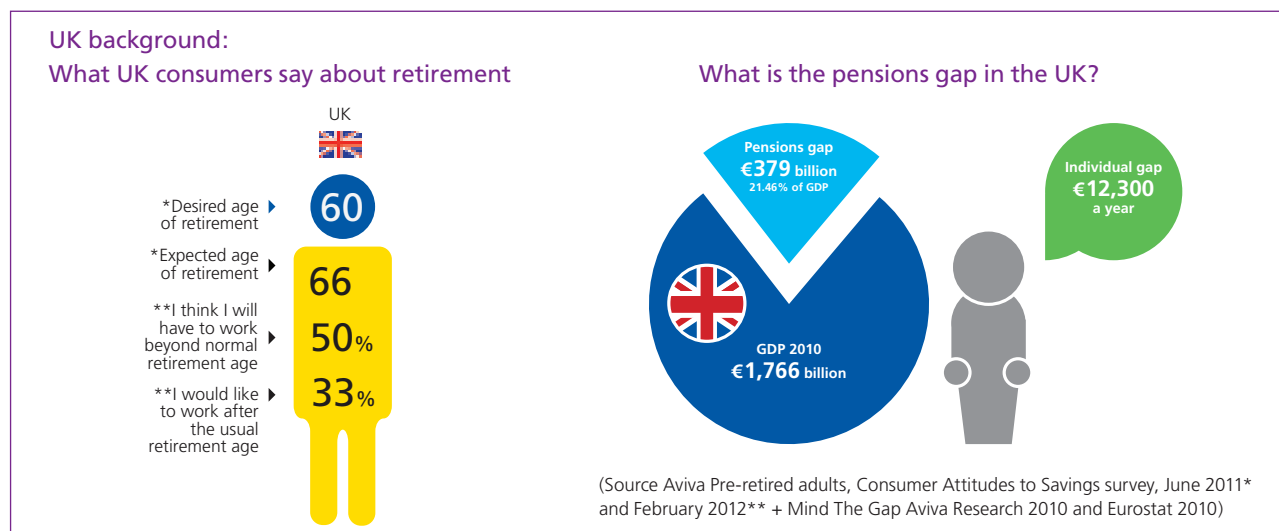 UK background:
What UK consumers say about retirement
UK
*Desired age
of retirement
60
*Expected age
of retirement
66
**I think I will
have to work
beyond normal
retirement age
50%
**I would like
to work after
the usual
retirement age
33%
What is the pensions gap in the UK?
Pensions gap
€379 billion
21.46% of GDP
GDP 2010
€1,766 billion
Individual gap
€12,300
a year
(Source Aviva Pre-retired adults, Consumer Attitudes to Savings survey, June 2011*
and February 2012** + Mind The Gap Aviva Research 2010 and Eurostat 2010)